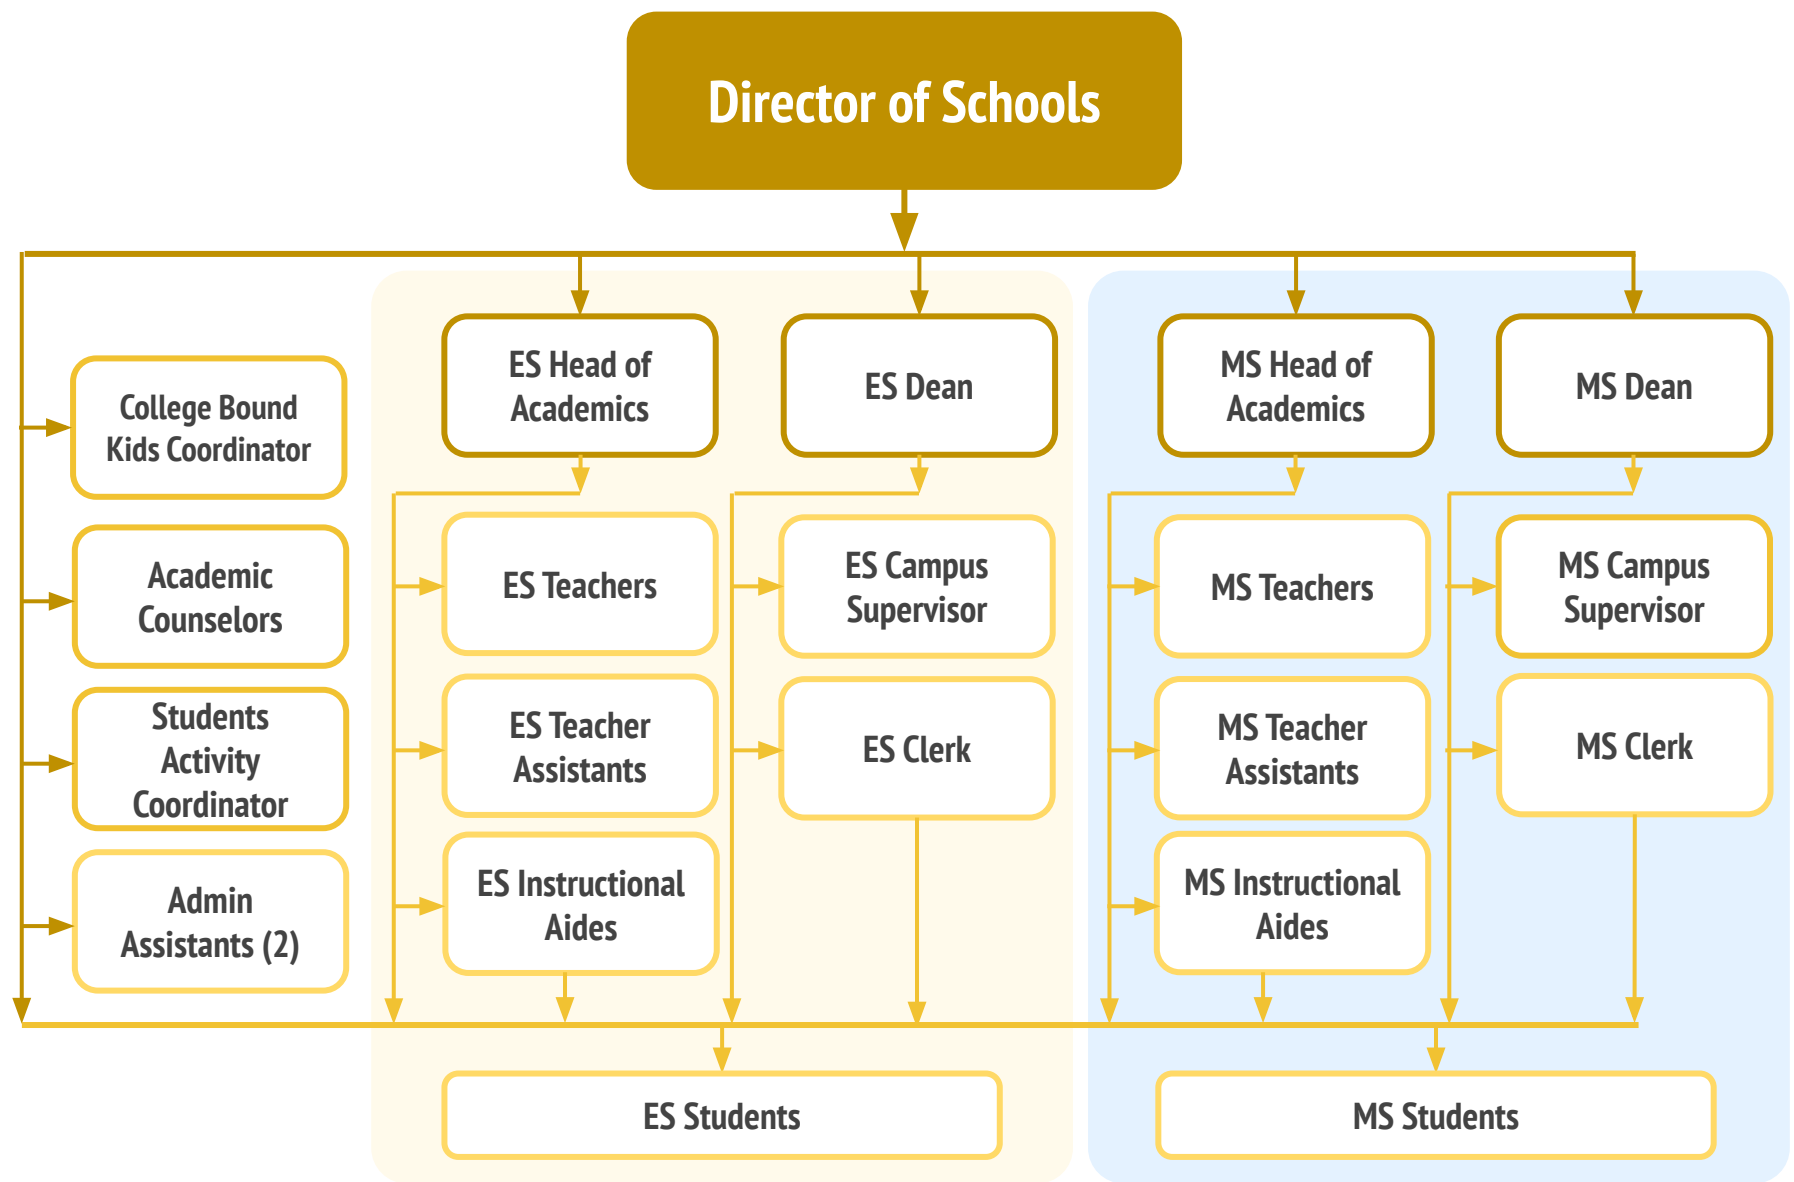 Director of Schools
College Bound
Kids Coordinator
Academic
Counselors
Students
Activity
Coordinator
Admin
Assistants (2)
ES Head of
Academics
ES Teachers
ES Teacher
Assistants
ES Instructional
Aides
ES Dean
ES Campus
Supervisor
ES Clerk
ES Students
MS Head of
Academics
MS Teachers
MS Teacher
Assistants
MS Instructional
Aides
MS Dean
MS Campus
Supervisor
MS Clerk
MS Students